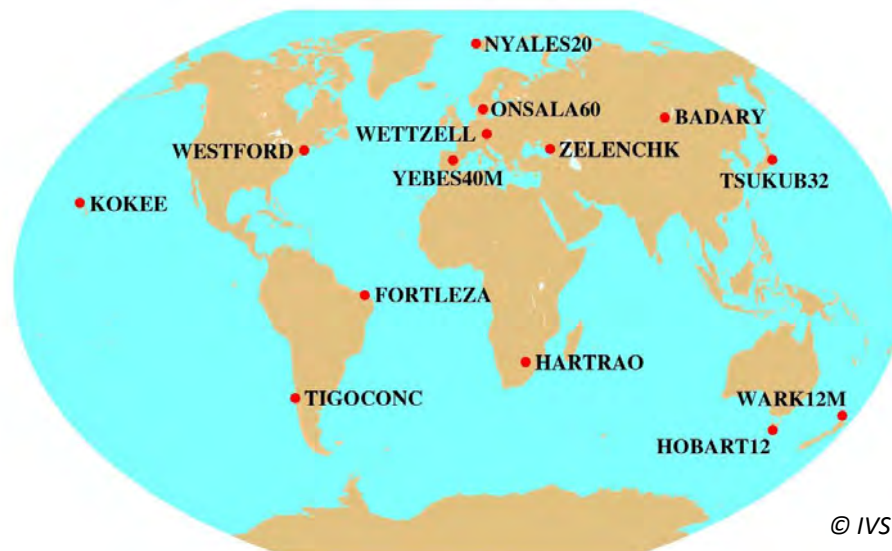 NYALES20
ONSALA60
BADARY
WETTZELL
WESTFORD
ZELENCHK
YEBES40M
TSUKUB32
KOKEE
FORTLEZA
HARTRAO
TIGOCONC
WARK12M
HOBART12
© IVS